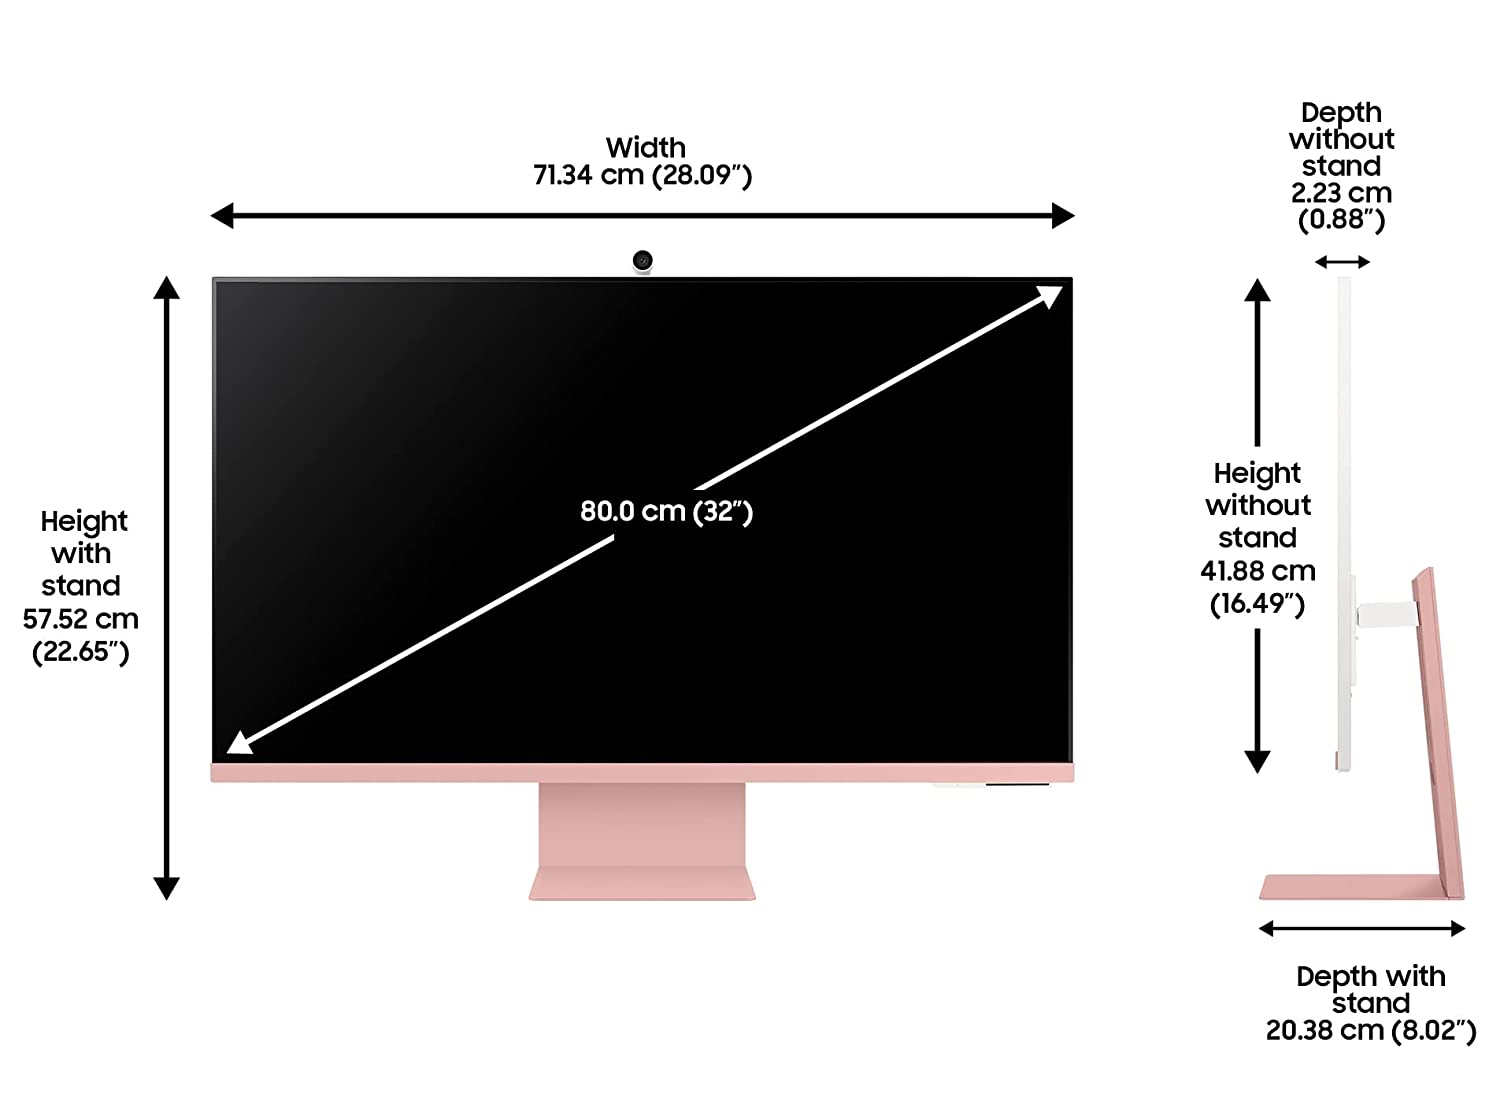 Width
71.34 cm (28.09″)
Depth
without
stand
2.23 cm
(0.88″)
Height
with
stand
57.52 cm
(22.65″)
80.0 cm (32″)
Height
without
stand
41.88 cm
(16.49″)
Depth with
stand
20.38 cm (8.02″)